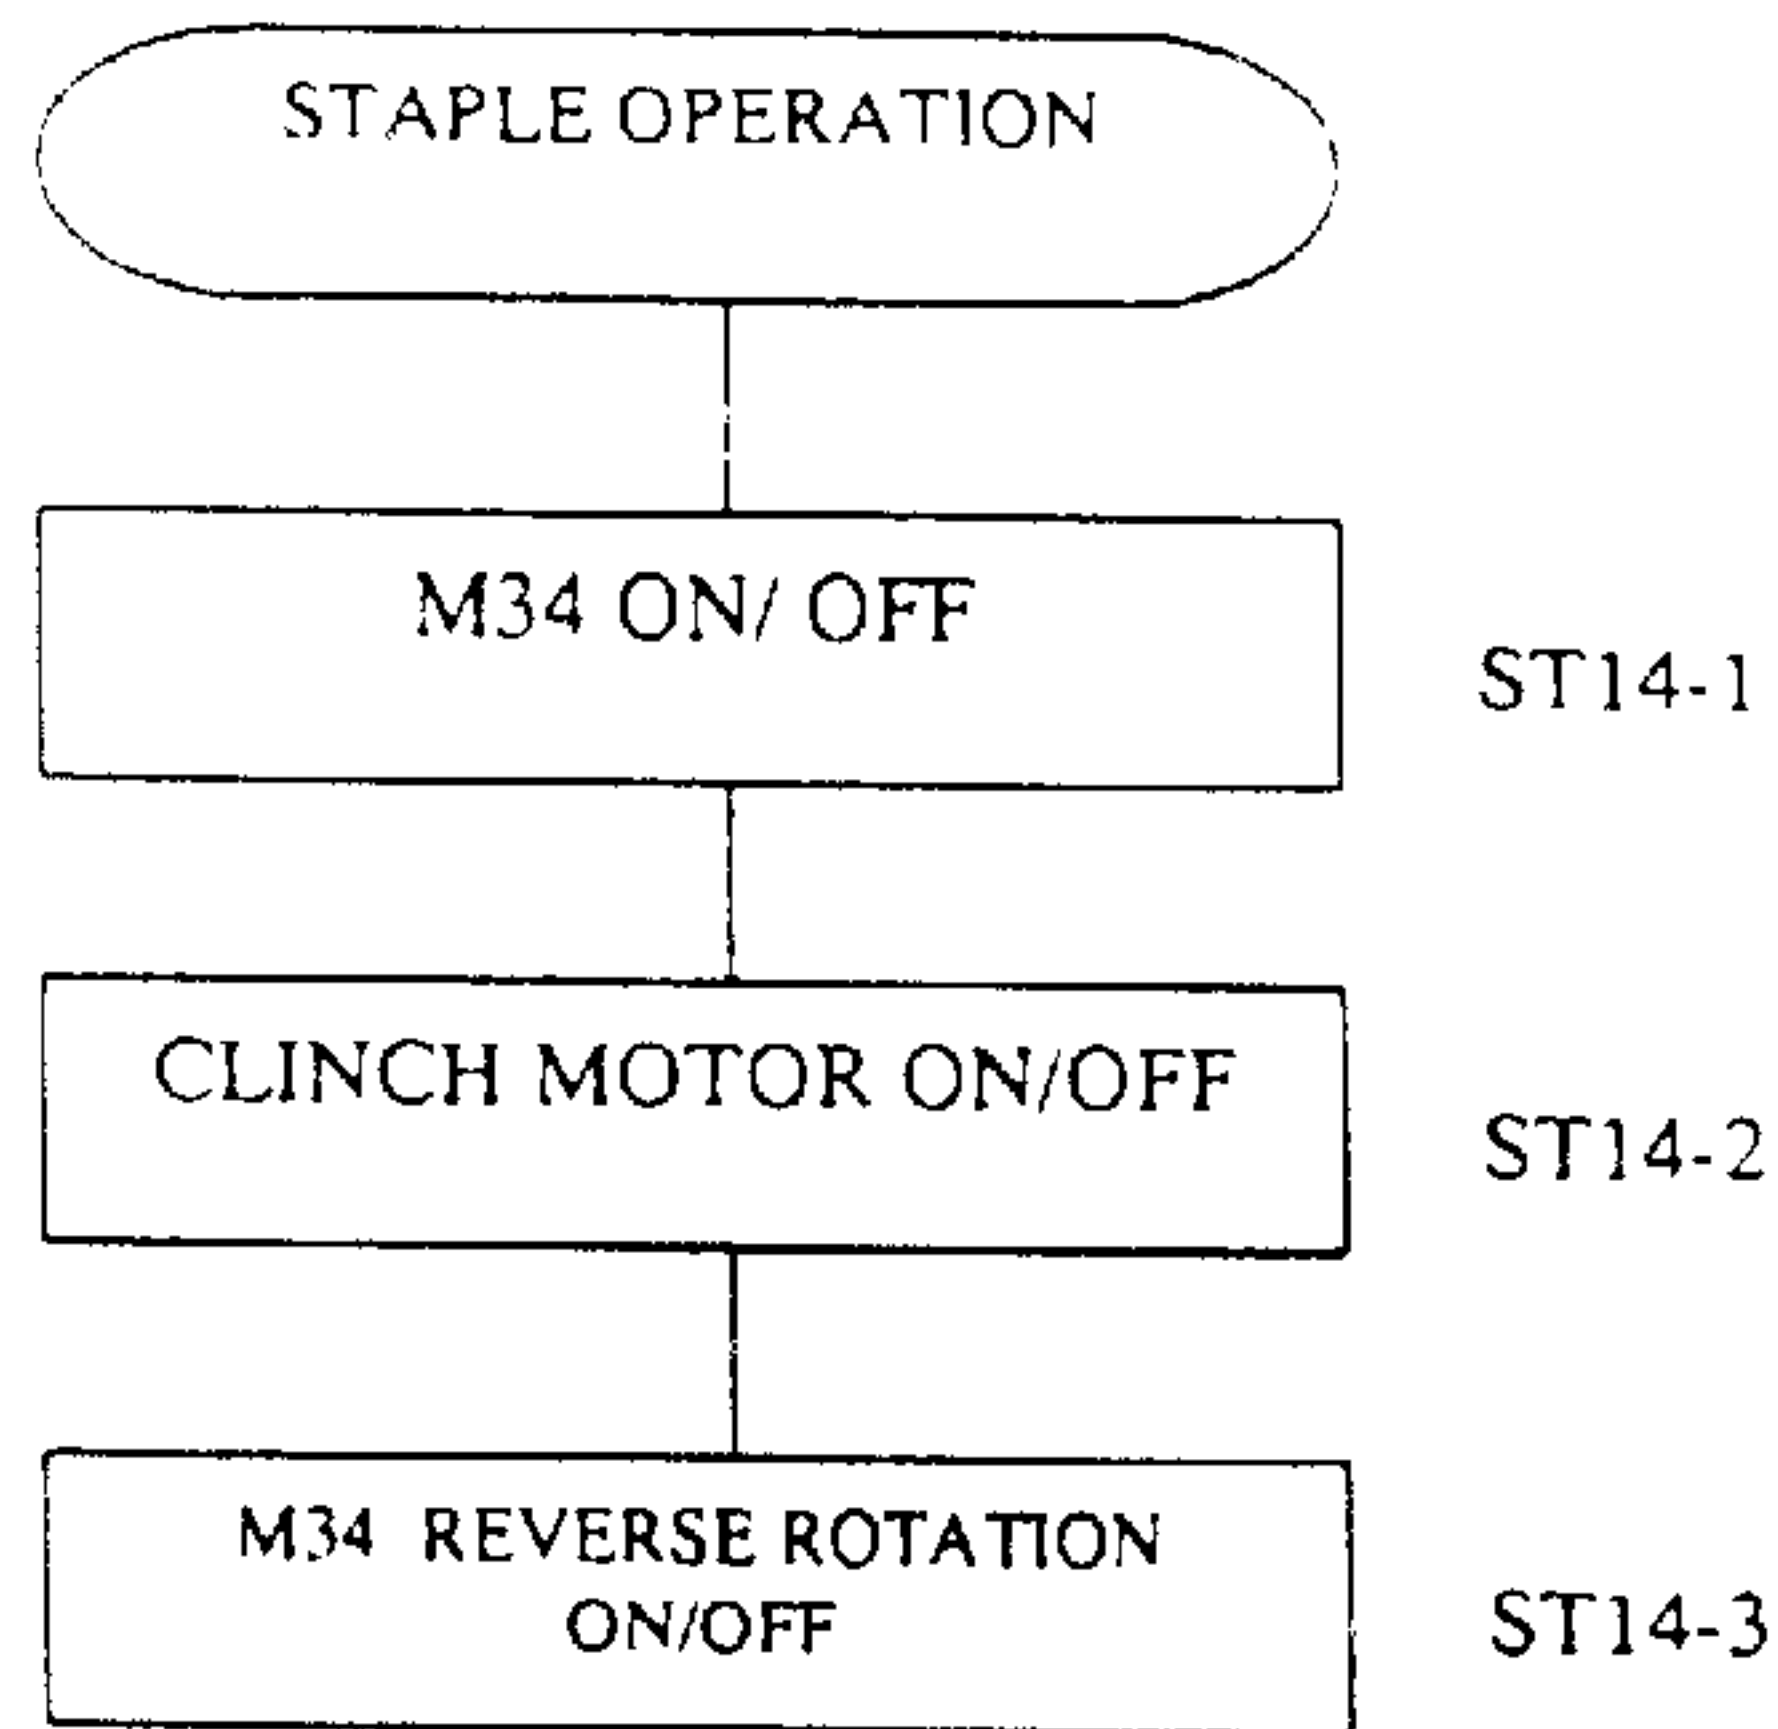 STAPLE OPERATION
M34 ON/ OFF
ST14-1
CLINCH MOTOR ON/OFF
ST14-2
M34 REVERSE ROTATION
ON/OFF
ST14-3